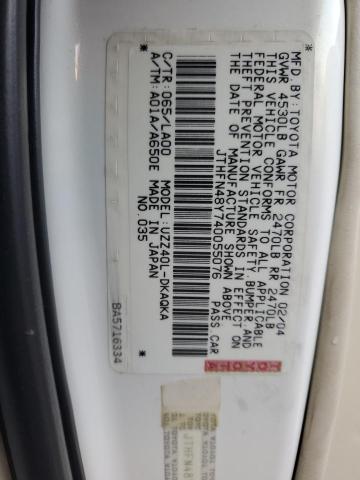 MFD. BY: TOYOTA MOTOR CORPORATION 02/04
GVWR 4530LB GAWR FR 2470LB RR 2470LB
THIS VEHICLE CONFORMS TO ALL APPLICABLE
FEDERAL MOTOR VEHICLE SAFETY, BUMPER AND
THEFT PREVENTION STANDARDS IN EFFECT ON
THE DATE OF MANUFACTURE SHOWN ABOVE.
JTHFN48Y740055076 PASS CAR
C/TR: 065/LA00 UZZ40L-DKAQKA
A/TM: A01A/A650E NO. 035
MADE IN JAPAN
TOYOTA
BA5716334
JTHFN48